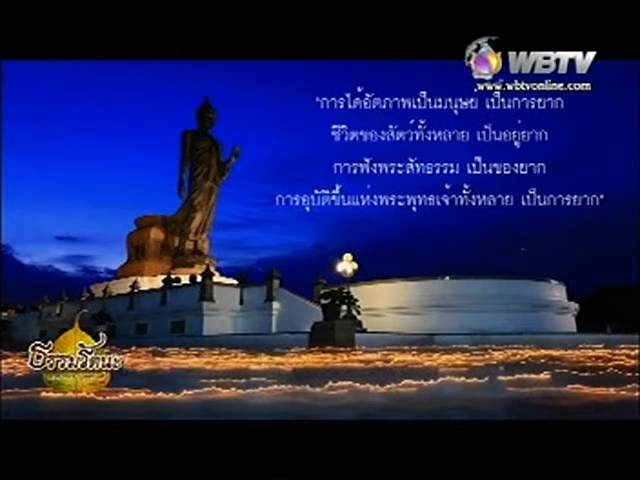 WBTV
www.wbtvonline.com
"การได้อัตภาพเป็นมนุษย์ เป็นการยาก
ชีวิตของสัตว์ทั้งหลาย เป็นอยู่ยาก
การฟังพระสัทธรรม เป็นของยาก
การอุบัติขึ้นแห่งพระพุทธเจ้าทั้งหลาย เป็นการยาก"
ธรรมรัตนะ